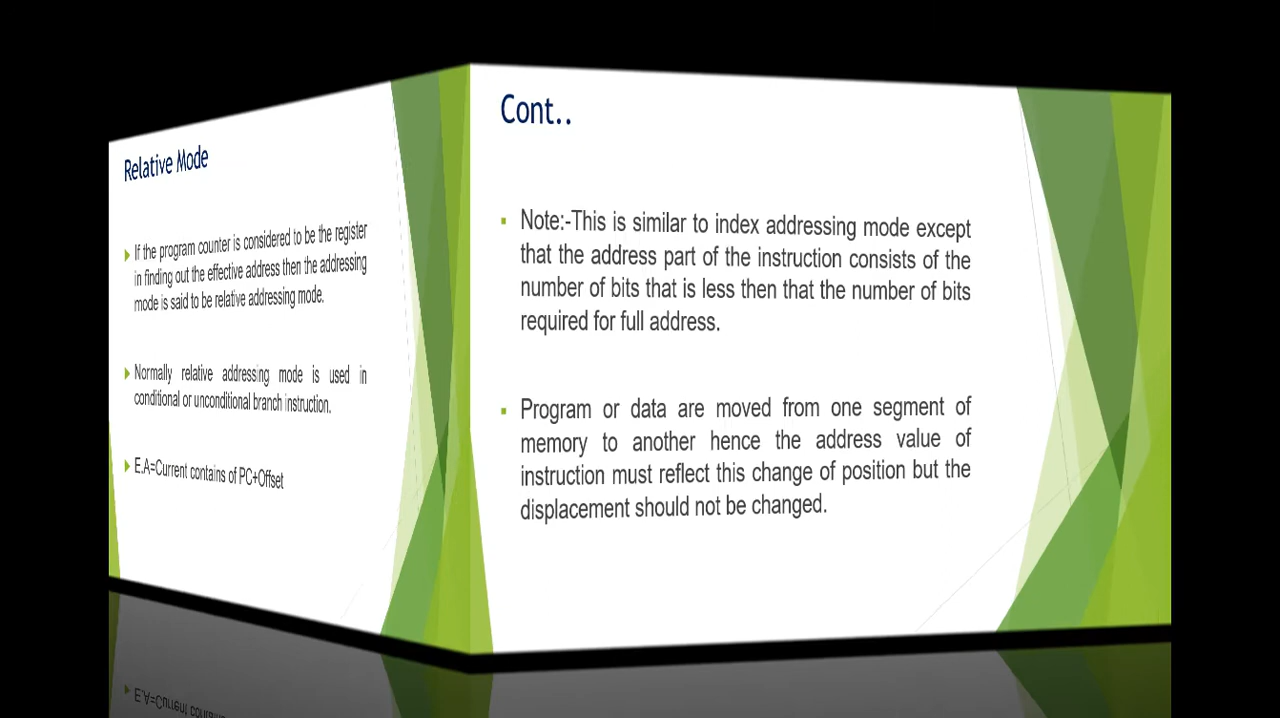 Relative Mode
If the program counter is considered to be the register
in finding out the effective address then the addressing
mode is said to be relative addressing mode.
Normally relative addressing mode is used in
conditional or unconditional branch instruction.
E.A=Current contains of PC+Offset
Cont..
Note:-This is similar to index addressing mode except
that the address part of the instruction consists of the
number of bits that is less then that the number of bits
required for full address.
Program or data are moved from one segment of
memory to another hence the address value of
instruction must reflect this change of position but the
displacement should not be changed.